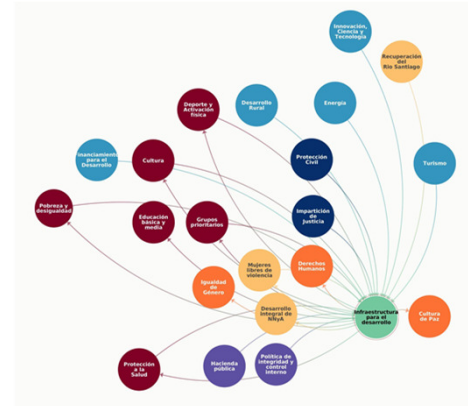 Innovación,
Ciencia y
Tecnología
Recuperación
del
Río Santiago
Deporte y
Activación
física
Desarrollo
Rural
Energía
Financiamiento
para el
Desarrollo
Cultura
Protección
Civil
Turismo
Pobreza y
desigualdad
Educación
básica y
media
Grupos
prioritarios
Impartición
de
Justicia
Mujeres
libres de
violencia
Derechos
Humanos
Igualdad
de
Género
Desarrollo
integral de
NNyA
Infraestructura
para el
desarrollo
Cultura
de Paz
Protección
a la
Salud
Hacienda
pública
Política de
integridad y
control
interno